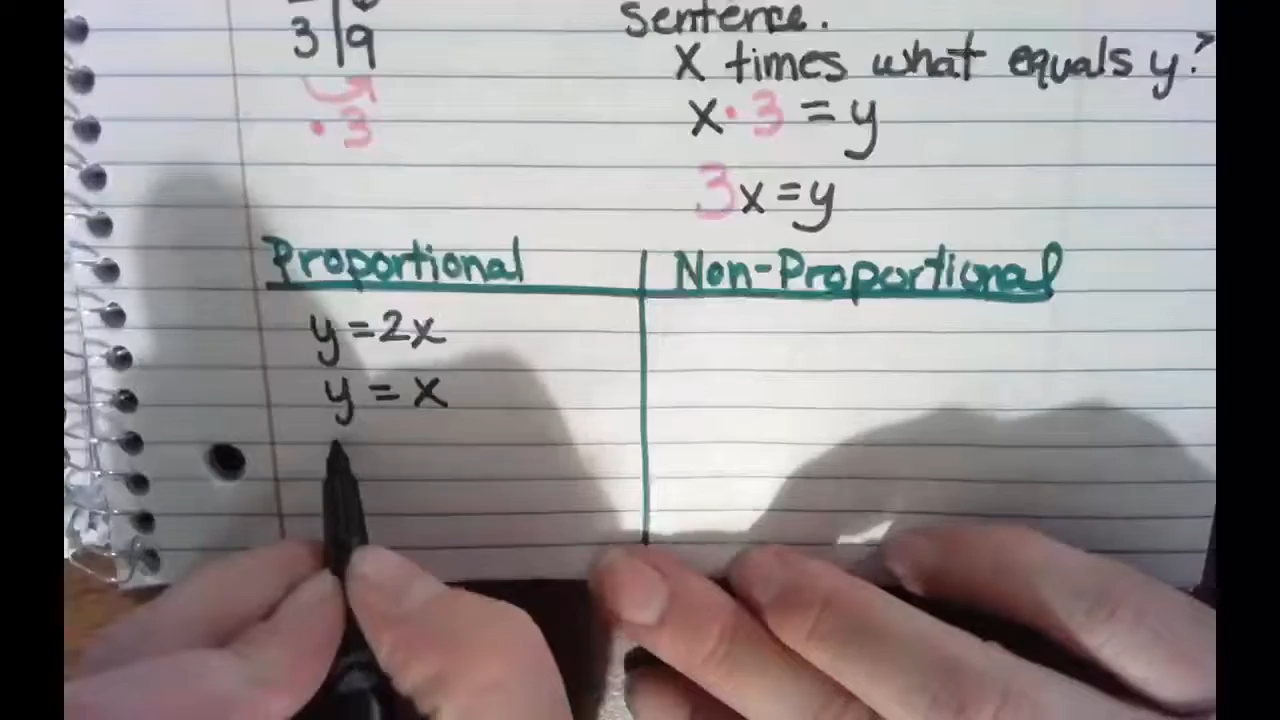 sentence.
3|9
X times what equals y?
x · 3 = y
· 3
3x = y
Proportional | Non-Proportional
y = 2x
y = x